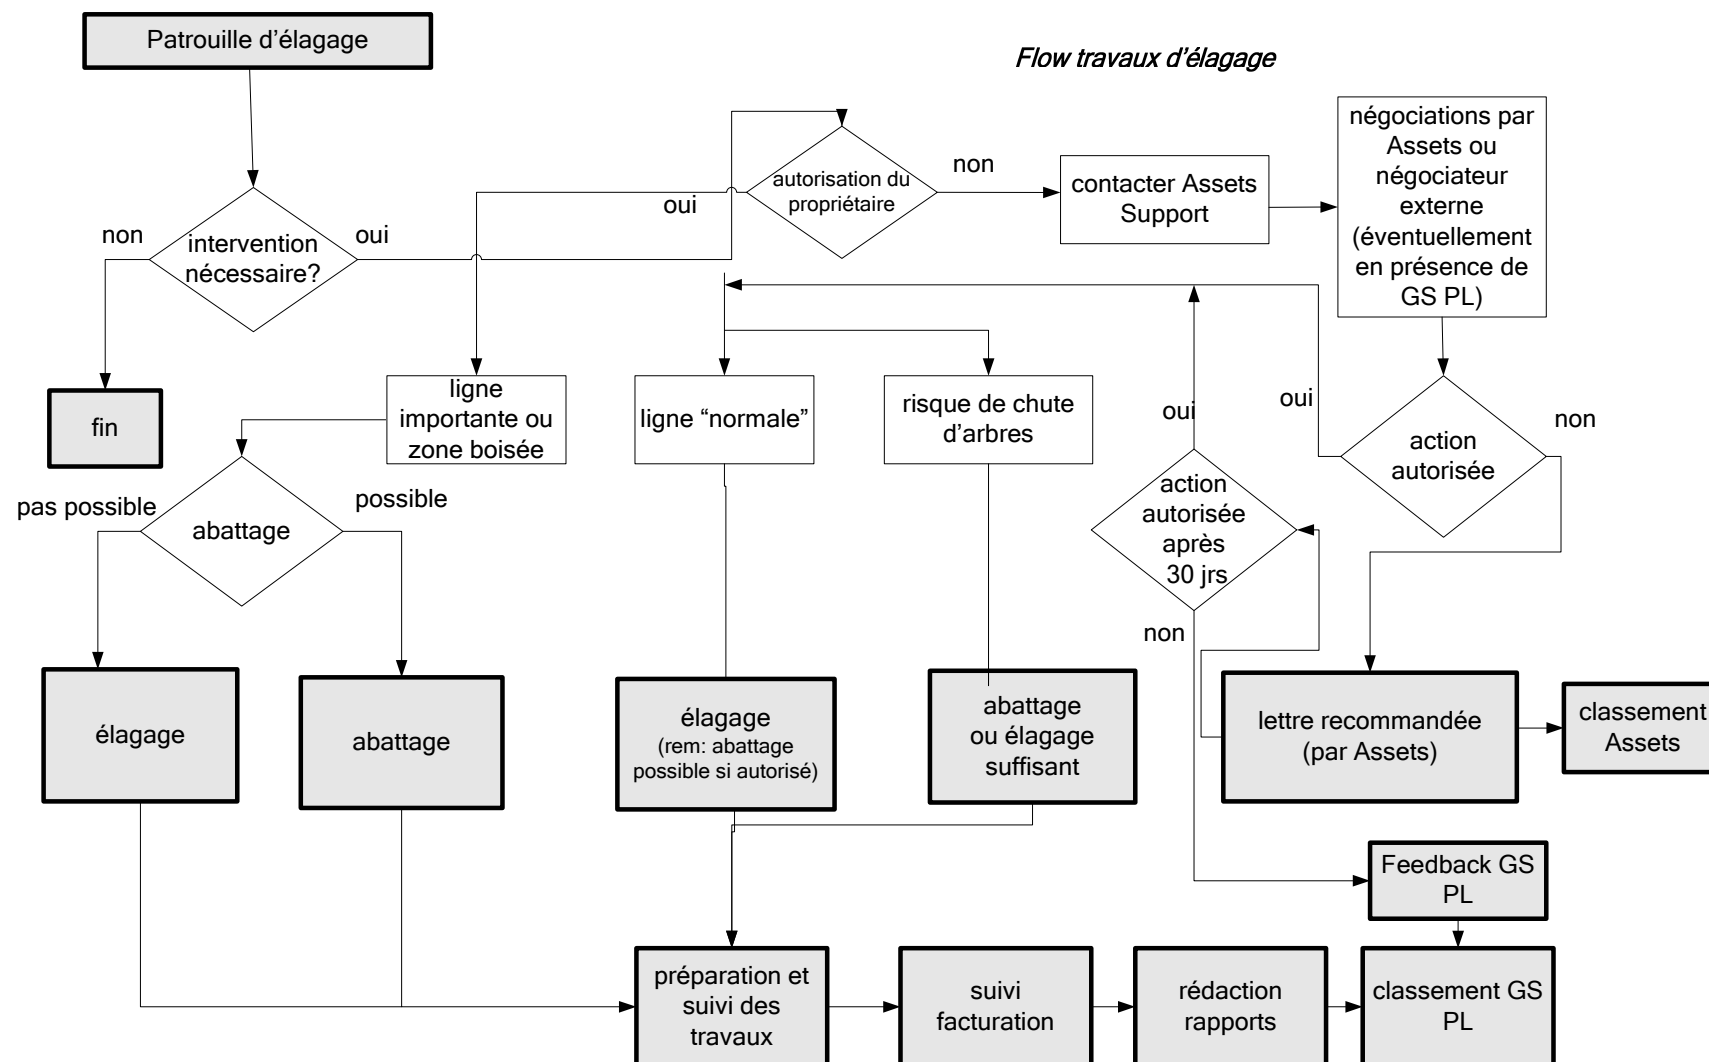 Patrouille d'élagage
Flow travaux d'élagage
négociations par
Assets ou
négociateur
externe
(éventuellement
en présence de
GS PL)
autorisation du
propriétaire
non
contacter Assets
Support
oui
non
intervention
nécessaire?
oui
fin
ligne
importante ou
zone boisée
ligne “normale”
risque de chute
d'arbres
oui
oui
action
autorisée
non
pas possible
abattage
possible
action
autorisée
après
30 jrs
non
élagage
abattage
élagage
(rem: abattage
possible si autorisé)
abattage
ou élagage
suffisant
lettre recommandée
(par Assets)
classement
Assets
Feedback GS
PL
préparation et
suivi des
travaux
suivi
facturation
rédaction
rapports
classement GS
PL